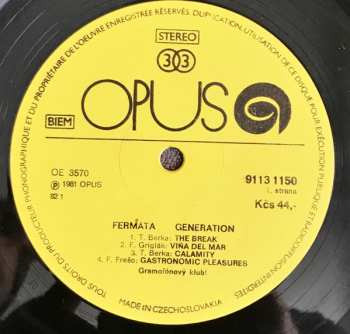 ENREGISTRÉE RÉSERVÉS. DUPLICATION, UTILISATION DE CE DISQUE POUR EXÉCUTION PUBLIQUE ET RADIODIFFUSION INTERDITES
TOUS DROITS DU PRODUCTEUR PHONOGRAPHIQUE ET DU PROPRIÉTAIRE DE L'OEUVRE
STEREO
33
OPUS
BIEM
OE 3570
Ⓟ 1981 OPUS
82 1
9113 1150
I. strana
Kčs 44,-
FERMÁTA GENERATION
1. T. Berka: THE BREAK
2. F. Griglák: VIŇA DEL MAR
3. T. Berka: CALAMITY
4. F. Frešo: GASTRONOMIC PLEASURES
Gramofónový klub!
MADE IN CZECHOSLOVAKIA